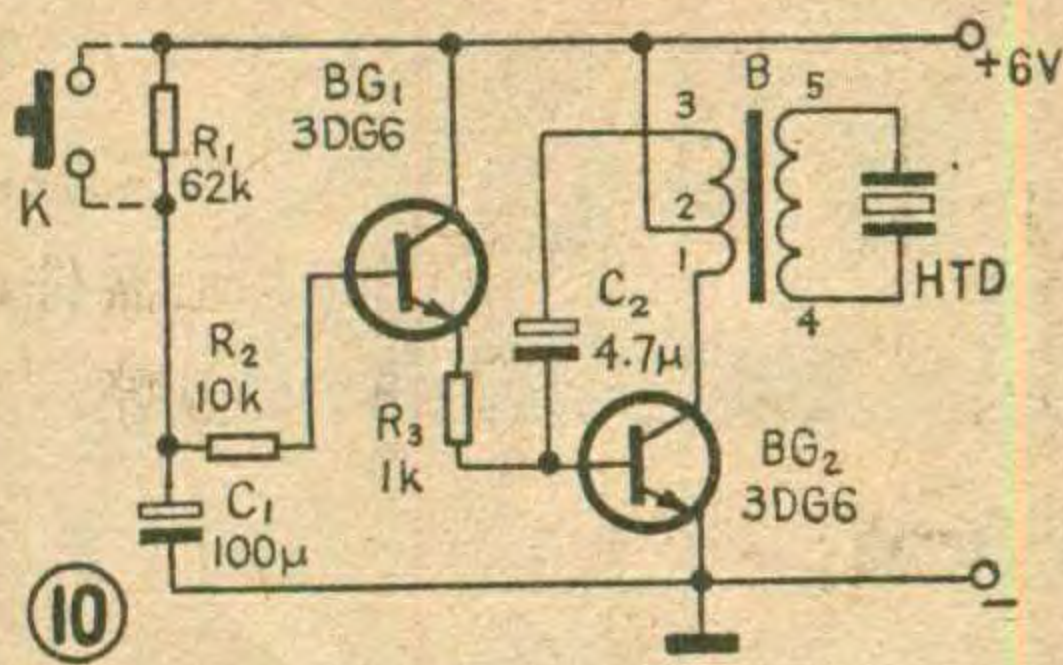 +6V
BG₁
3DG6
B
3
5
R₁
62k
K
2
1
C₂
4.7μ
HTD
4
R₂
10k
R₃
1k
BG₂
3DG6
C₁
100μ
10
−